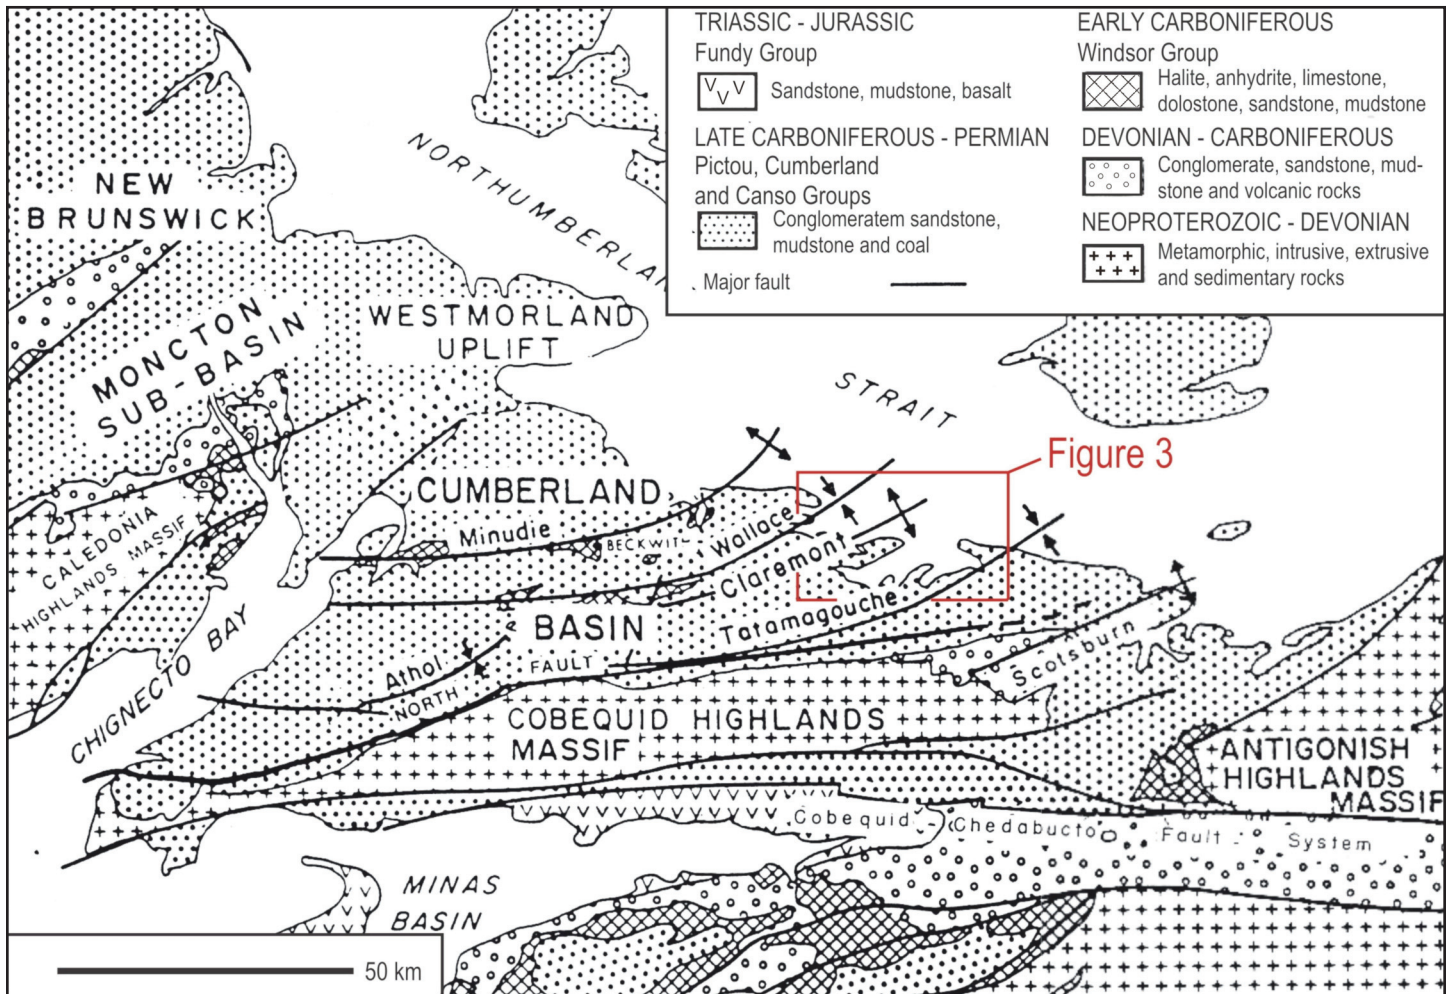 TRIASSIC - JURASSIC
Fundy Group
Sandstone, mudstone, basalt
LATE CARBONIFEROUS - PERMIAN
Pictou, Cumberland
and Canso Groups
Conglomeratem sandstone,
mudstone and coal
Major fault
EARLY CARBONIFEROUS
Windsor Group
Halite, anhydrite, limestone,
dolostone, sandstone, mudstone
DEVONIAN - CARBONIFEROUS
Conglomerate, sandstone, mud-
stone and volcanic rocks
NEOPROTEROZOIC - DEVONIAN
Metamorphic, intrusive, extrusive
and sedimentary rocks
NEW
BRUNSWICK
STRAIT
WESTMORLAND
UPLIFT
MONCTON
SUB-BASIN
Figure 3
CUMBERLAND
BASIN
Minudie
Wallace
Claremont
Tatamagouche
CALEDONIA
HIGHLANDS MASSIF
CHIGNECTO BAY
Athol
NORTH
FAULT
Scotsburn
COBEQUID HIGHLANDS
MASSIF
ANTIGONISH
HIGHLANDS
MASSIF
Cobequid - Chedabucto Fault - System
MINAS
BASIN
50 km